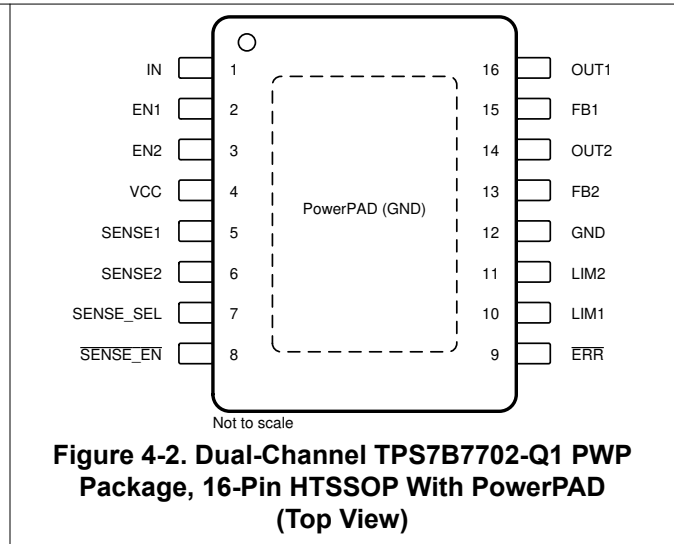 IN 1 16 OUT1
EN1 2 15 FB1
EN2 3 14 OUT2
VCC 4 13 FB2
PowerPAD (GND)
SENSE1 5 12 GND
SENSE2 6 11 LIM2
SENSE_SEL 7 10 LIM1
SENSE_EN 8 9 ERR
Not to scale
Figure 4-2. Dual-Channel TPS7B7702-Q1 PWP
Package, 16-Pin HTSSOP With PowerPAD
(Top View)